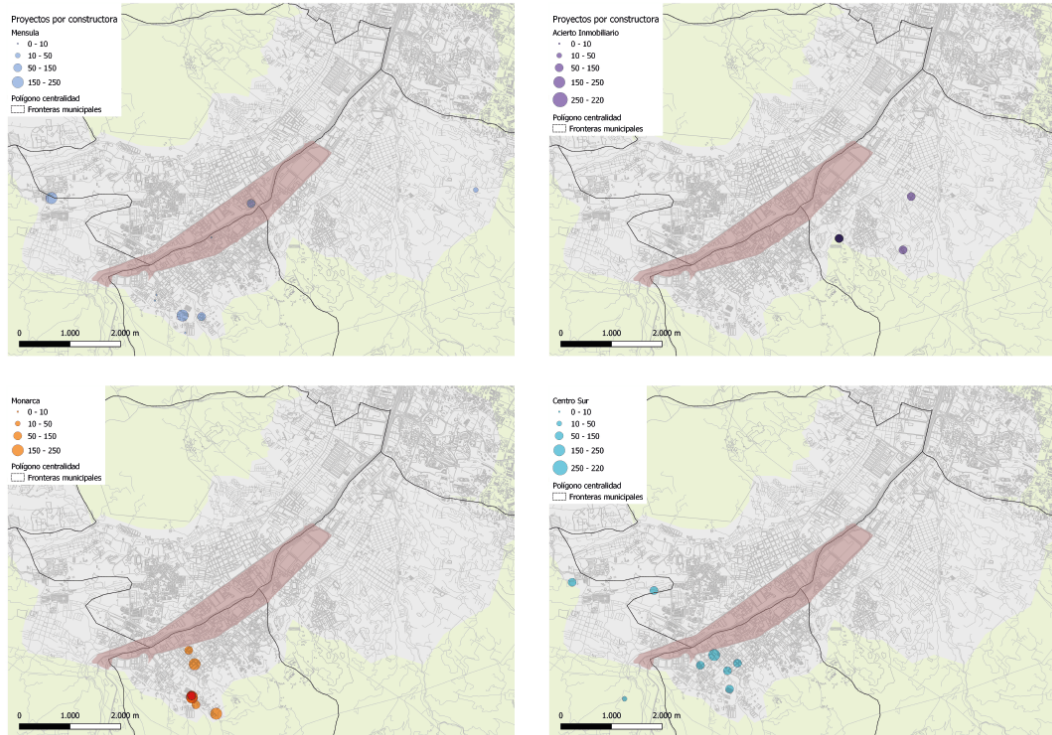 Proyectos por constructora
Mensula
0 - 10
10 - 50
50 - 150
150 - 250
Polígono centralidad
Fronteras municipales
0 1.000 2.000 m
Proyectos por constructora
Acierto Inmobiliario
0 - 10
10 - 50
50 - 150
150 - 250
250 - 220
Polígono centralidad
Fronteras municipales
0 1.000 2.000 m
Monarca
0 - 10
10 - 50
50 - 150
150 - 250
Polígono centralidad
Fronteras municipales
0 1.000 2.000 m
Centro Sur
0 - 10
10 - 50
50 - 150
150 - 250
250 - 220
Polígono centralidad
Fronteras municipales
0 1.000 2.000 m